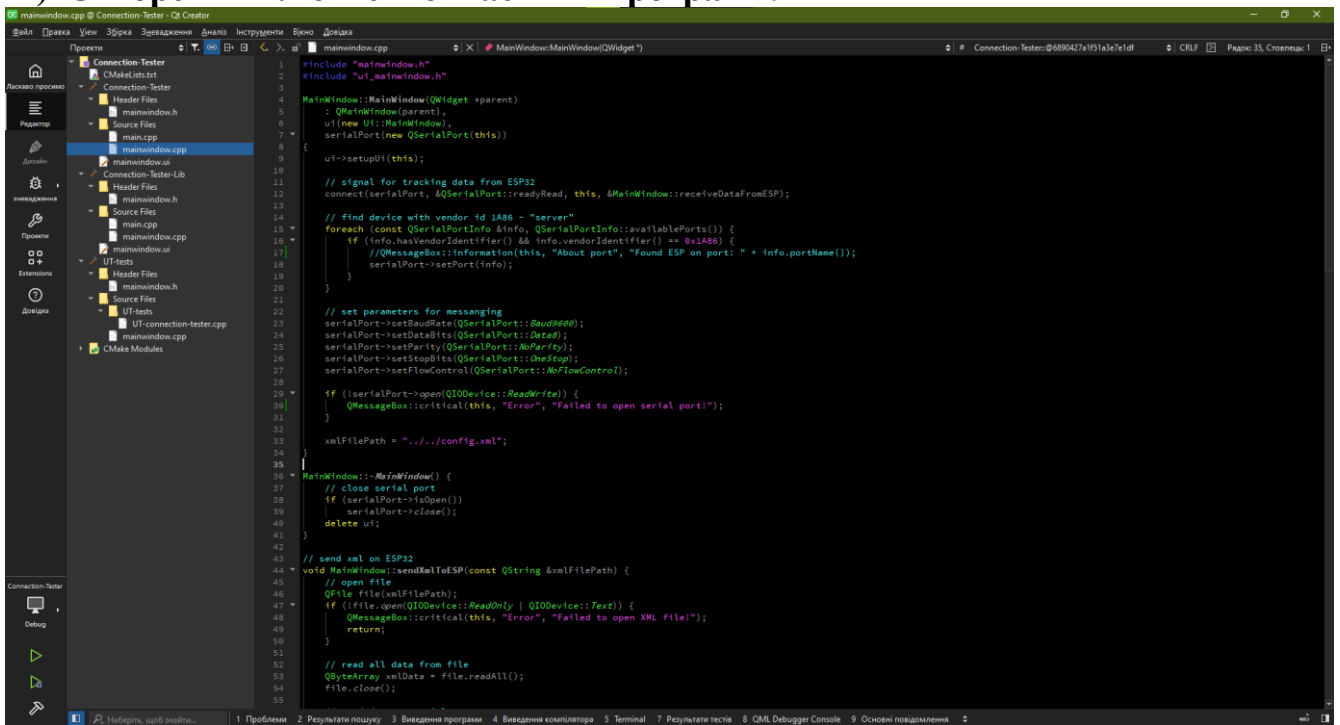 mainwindow.cpp @ Connection-Tester - Qt Creator
Файл Правка View Збірка Зневадження Аналіз Інструменти Вікно Довідка
Проекти
mainwindow.cpp
MainWindow::MainWindow(QWidget *)
# Connection-Tester::@6890427a1f51a3e7e1df
CRLF
Рядок: 35, Стовпець: 1
Ласкаво просимо
Редактор
Дизайн
зневадження
Проекти
Extensions
Довідка
Connection-Tester
CMakeLists.txt
Connection-Tester
Header Files
mainwindow.h
Source Files
main.cpp
mainwindow.cpp
mainwindow.ui
Connection-Tester-Lib
Header Files
mainwindow.h
Source Files
main.cpp
mainwindow.cpp
mainwindow.ui
UT-tests
Header Files
mainwindow.h
Source Files
UT-tests
UT-connection-tester.cpp
mainwindow.cpp
CMake Modules
1 #include "mainwindow.h"
2 #include "ui_mainwindow.h"
3
4 MainWindow::MainWindow(QWidget *parent)
5 : QMainWindow(parent),
6 ui(new Ui::MainWindow),
7 serialPort(new QSerialPort(this))
8 {
9 ui->setupUi(this);
10
11 // signal for tracking data from ESP32
12 connect(serialPort, &QSerialPort::readyRead, this, &MainWindow::receiveDataFromESP);
13
14 // find device with vendor id 1A86 - "server"
15 foreach (const QSerialPortInfo &info, QSerialPortInfo::availablePorts()) {
16 if (info.hasVendorIdentifier() && info.vendorIdentifier() == 0x1A86) {
17 //QMessageBox::information(this, "About port", "Found ESP on port: " + info.portName());
18 serialPort->setPort(info);
19 }
20 }
21
22 // set parameters for messanging
23 serialPort->setBaudRate(QSerialPort::Baud9600);
24 serialPort->setDataBits(QSerialPort::Data8);
25 serialPort->setParity(QSerialPort::NoParity);
26 serialPort->setStopBits(QSerialPort::OneStop);
27 serialPort->setFlowControl(QSerialPort::NoFlowControl);
28
29 if (!serialPort->open(QIODevice::ReadWrite)) {
30 QMessageBox::critical(this, "Error", "Failed to open serial port!");
31 }
32
33 xmlFilePath = "../../config.xml";
34 }
35
36 MainWindow::~MainWindow() {
37 // close serial port
38 if (serialPort->isOpen())
39 serialPort->close();
40 delete ui;
41 }
42
43 // send xml on ESP32
44 void MainWindow::sendXmlToESP(const QString &xmlFilePath) {
45 // open file
46 QFile file(xmlFilePath);
47 if (!file.open(QIODevice::ReadOnly | QIODevice::Text)) {
48 QMessageBox::critical(this, "Error", "Failed to open XML file!");
49 return;
50 }
51
52 // read all data from file
53 QByteArray xmlData = file.readAll();
54 file.close();
55
Connection-Tester
Debug
Наберіть, щоб знайти...
1 Проблеми 2 Результати пошуку 3 Виведення програми 4 Виведення компілятора 5 Terminal 7 Результати тестів 8 QML Debugger Console 9 Основні повідомлення